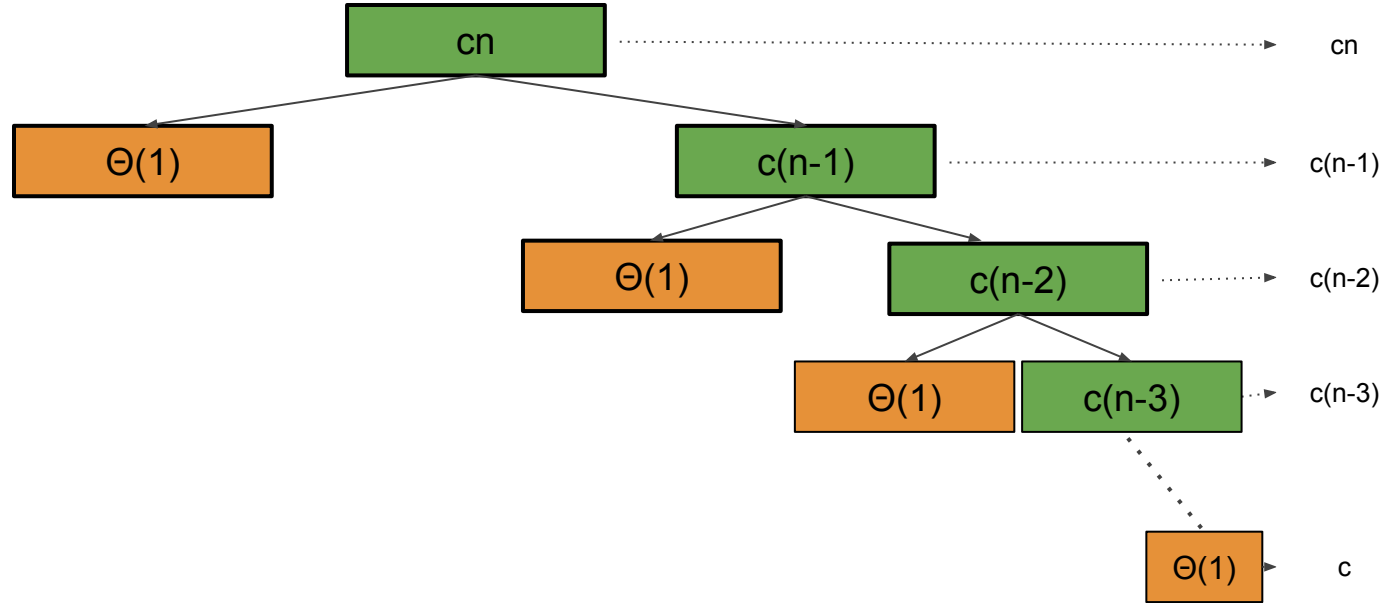 cn cn
Θ(1) c(n-1) c(n-1)
Θ(1) c(n-2) c(n-2)
Θ(1) c(n-3) c(n-3)
Θ(1) c